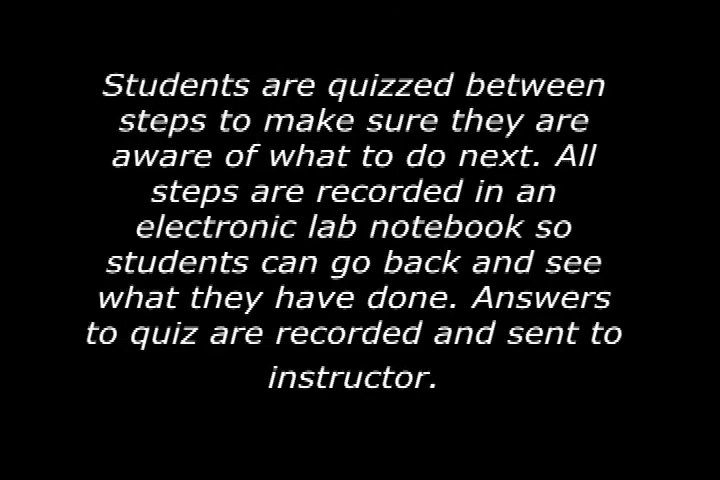 Students are quizzed between
steps to make sure they are
aware of what to do next. All
steps are recorded in an
electronic lab notebook so
students can go back and see
what they have done. Answers
to quiz are recorded and sent to
instructor.